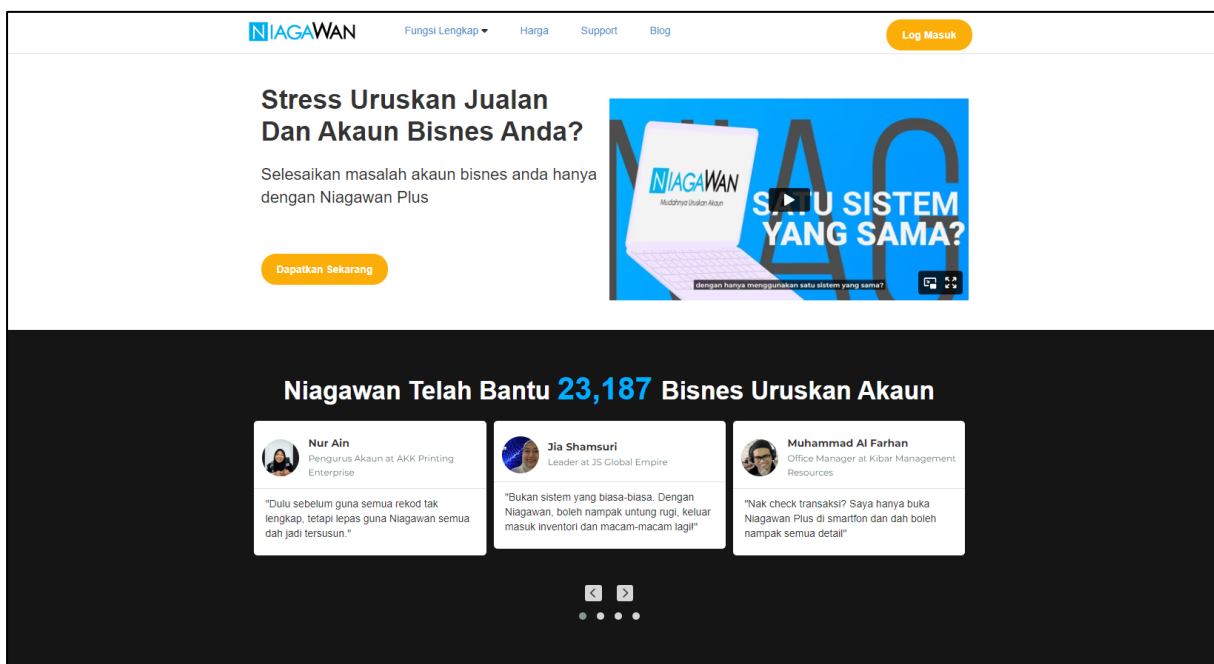 NIAGAWAN
Fungsi Lengkap
Harga
Support
Blog
Log Masuk
Stress Uruskan Jualan
Dan Akaun Bisnes Anda?
Selesaikan masalah akaun bisnes anda hanya
dengan Niagawan Plus
Dapatkan Sekarang
NIAG
NIAGAWAN
Mudahnya Uruskan Akaun
SATU SISTEM
YANG SAMA?
dengan hanya menggunakan satu sistem yang sama?
Niagawan Telah Bantu 23,187 Bisnes Uruskan Akaun
Nur Ain
Pengurus Akaun at AKK Printing
Enterprise
"Dulu sebelum guna semua rekod tak
lengkap, tetapi lepas guna Niagawan semua
dah jadi tersusun."
Jia Shamsuri
Leader at JS Global Empire
"Bukan sistem yang biasa-biasa. Dengan
Niagawan, boleh nampak untung rugi, keluar
masuk inventori dan macam-macam lagi!"
Muhammad Al Farhan
Office Manager at Kibar Management
Resources
"Nak check transaksi? Saya hanya buka
Niagawan Plus di smartfon dan dah boleh
nampak semua detail"